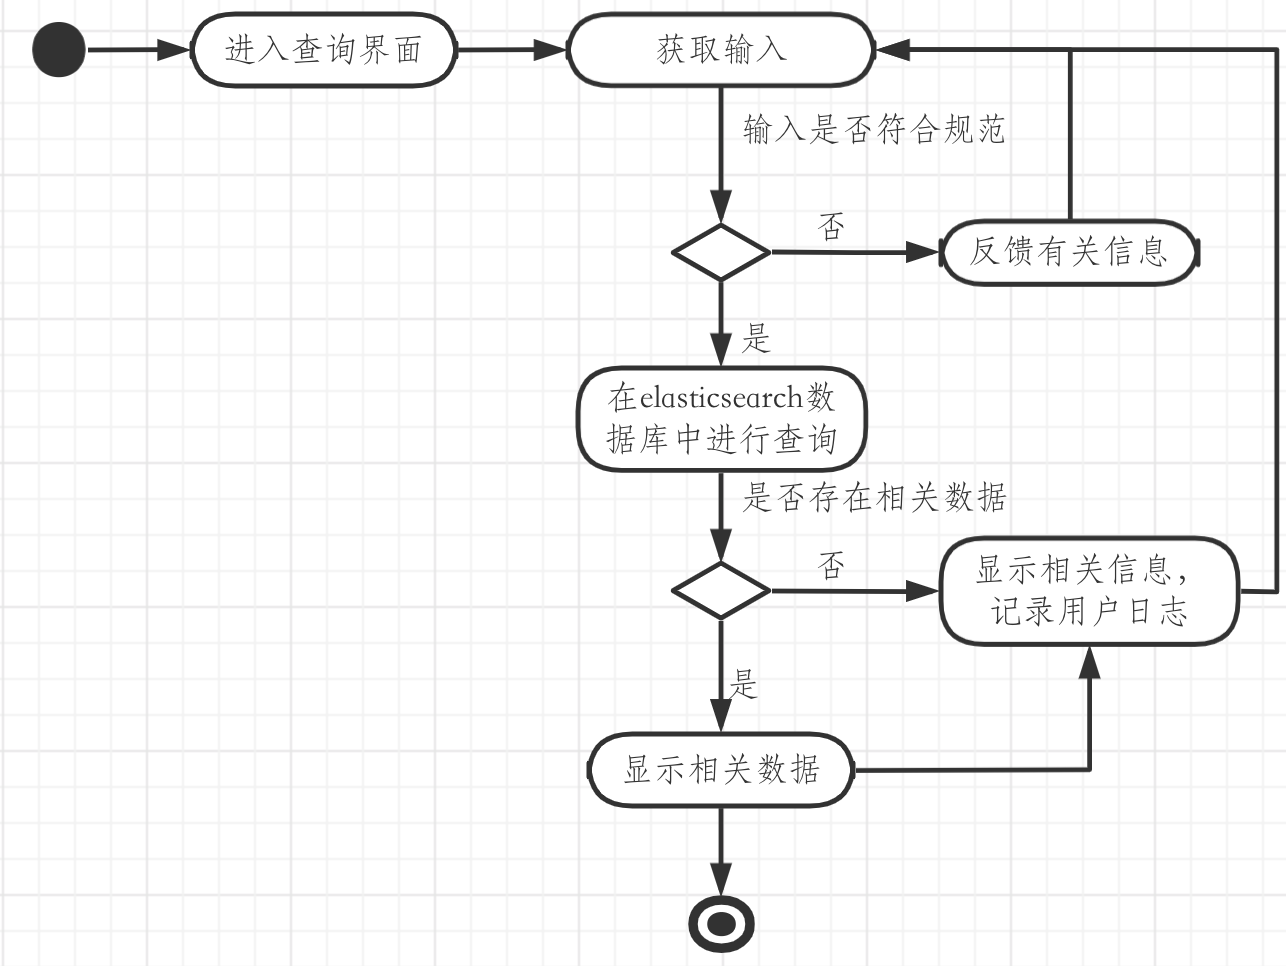 进入查询界面
获取输入
输入是否符合规范
否
反馈有关信息
是
在elasticsearch数
据库中进行查询
是否存在相关数据
否
显示相关信息，
记录用户日志
是
显示相关数据